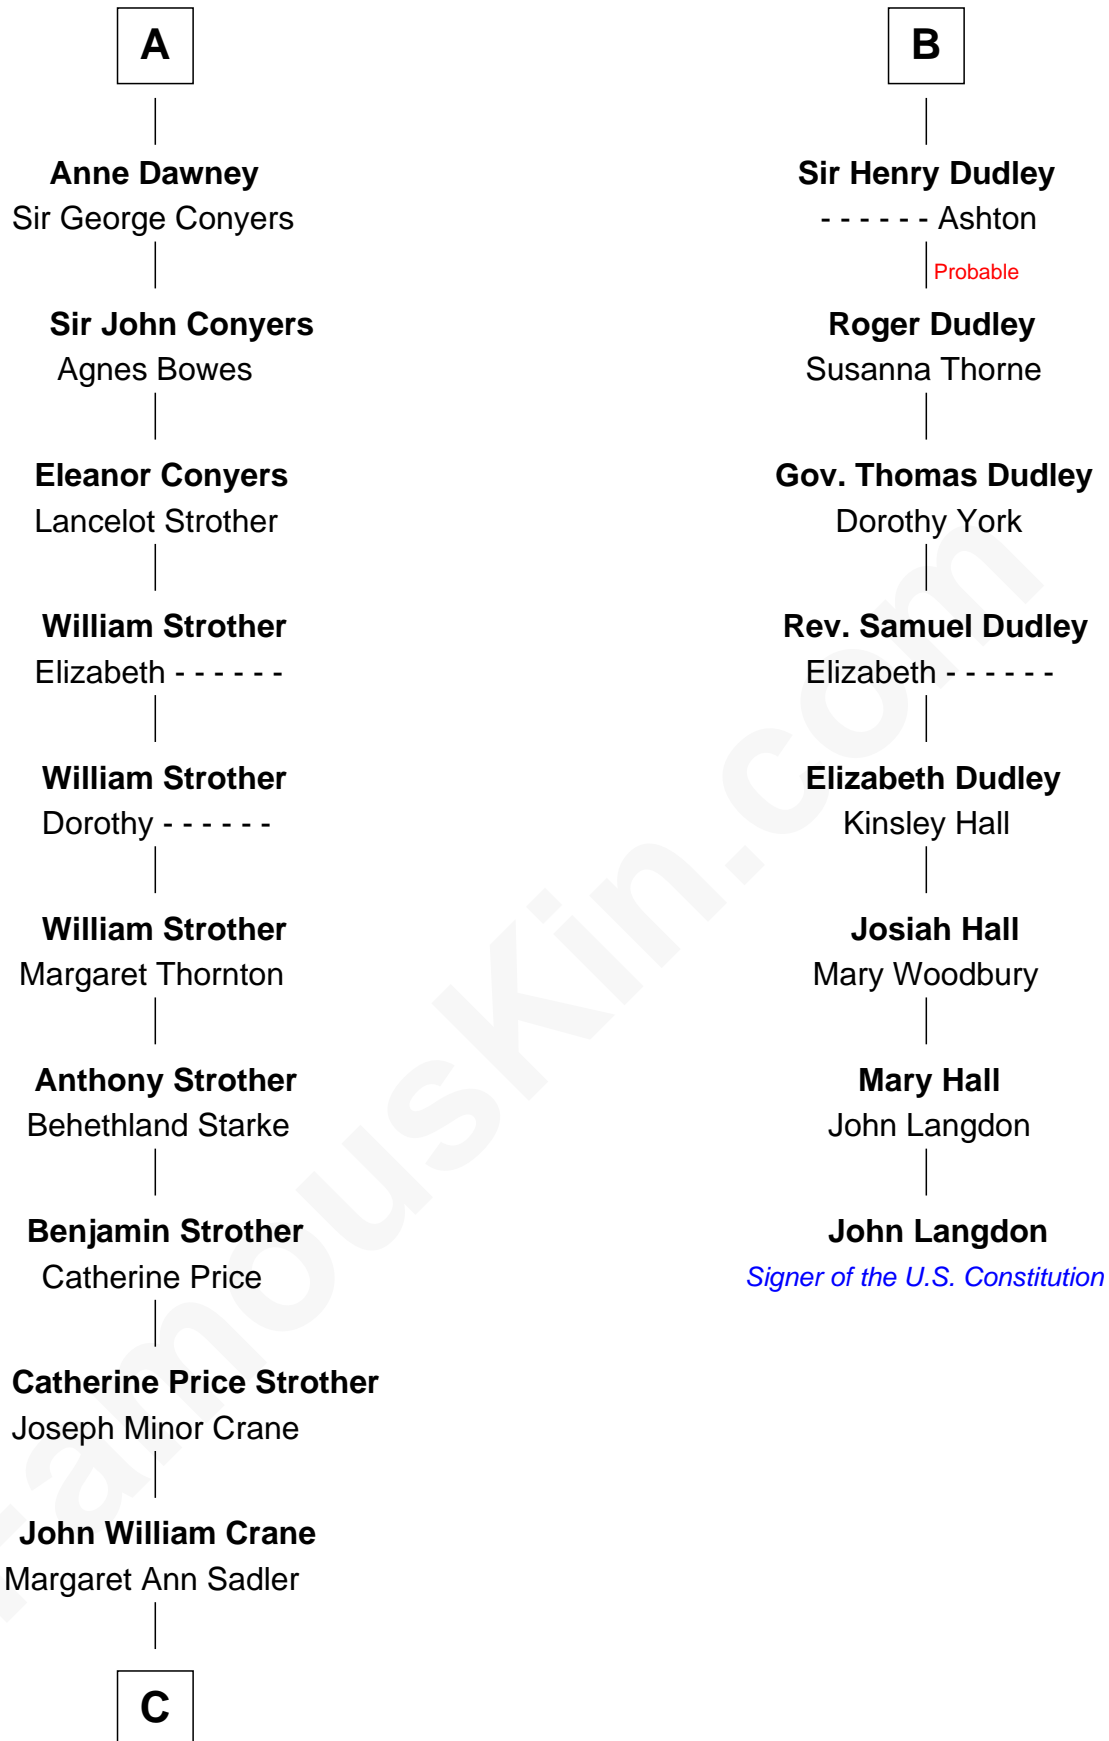 A
Anne Dawney
Sir George Conyers
Sir John Conyers
Agnes Bowes
Eleanor Conyers
Lancelot Strother
William Strother
Elizabeth - - - - - -
William Strother
Dorothy - - - - - -
William Strother
Margaret Thornton
Anthony Strother
Behethland Starke
Benjamin Strother
Catherine Price
Catherine Price Strother
Joseph Minor Crane
John William Crane
Margaret Ann Sadler
C
B
Sir Henry Dudley
- - - - - - Ashton
Probable
Roger Dudley
Susanna Thorne
Gov. Thomas Dudley
Dorothy York
Rev. Samuel Dudley
Elizabeth - - - - - -
Elizabeth Dudley
Kinsley Hall
Josiah Hall
Mary Woodbury
Mary Hall
John Langdon
John Langdon
Signer of the U.S. Constitution
FamousKin.com